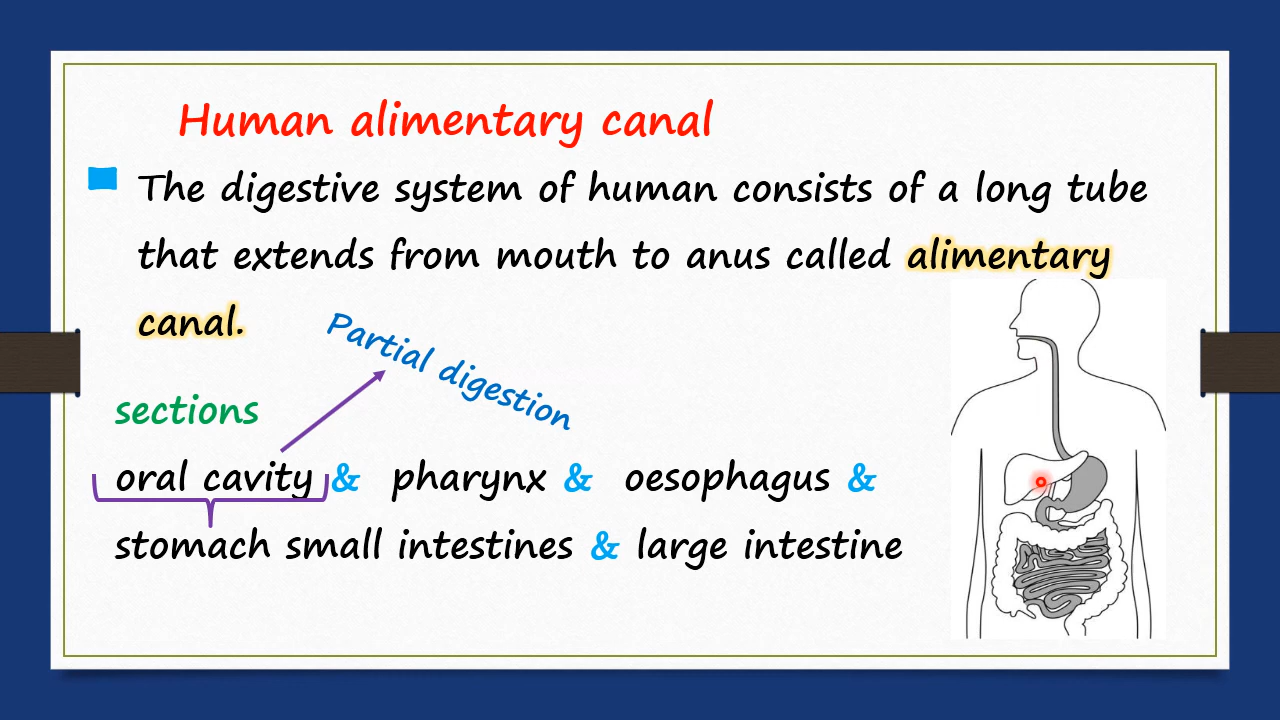 Human alimentary canal
The digestive system of human consists of a long tube
that extends from mouth to anus called alimentary
canal.
Partial digestion
sections
oral cavity & pharynx & oesophagus &
stomach small intestines & large intestine